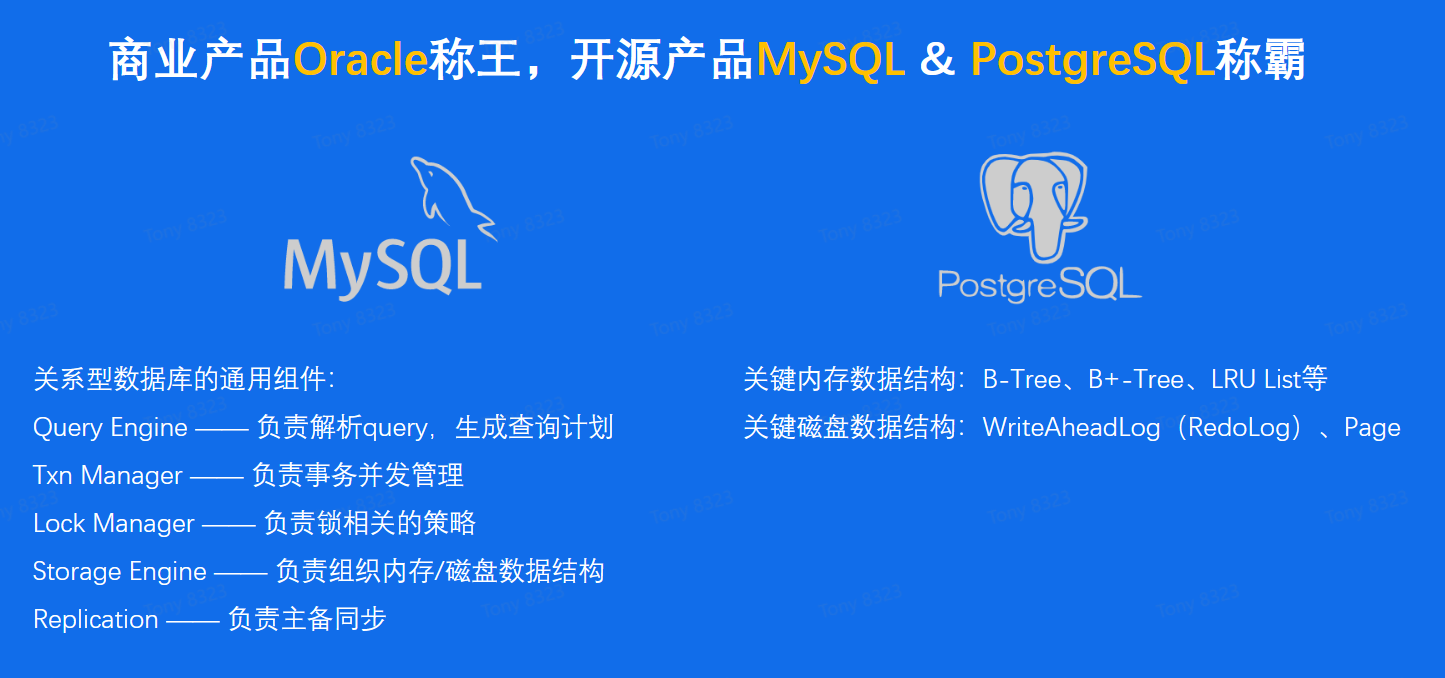 商业产品Oracle称王，开源产品MySQL & PostgreSQL称霸
MySQL
PostgreSQL
关系型数据库的通用组件：
Query Engine —— 负责解析query，生成查询计划
Txn Manager —— 负责事务并发管理
Lock Manager —— 负责锁相关的策略
Storage Engine —— 负责组织内存/磁盘数据结构
Replication —— 负责主备同步
关键内存数据结构：B-Tree、B+-Tree、LRU List等
关键磁盘数据结构：WriteAheadLog（RedoLog）、Page
Tony 8323